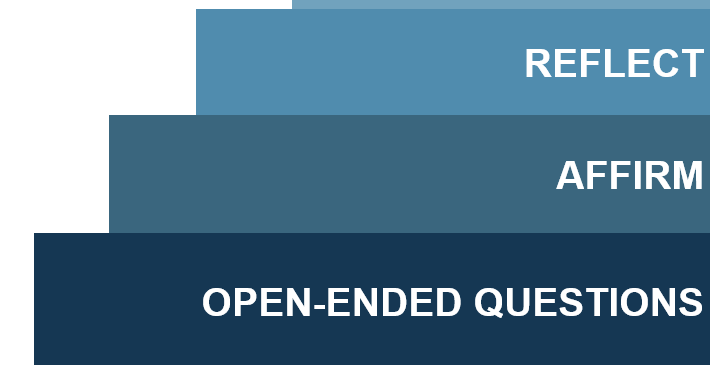 REFLECT
AFFIRM
OPEN-ENDED QUESTIONS